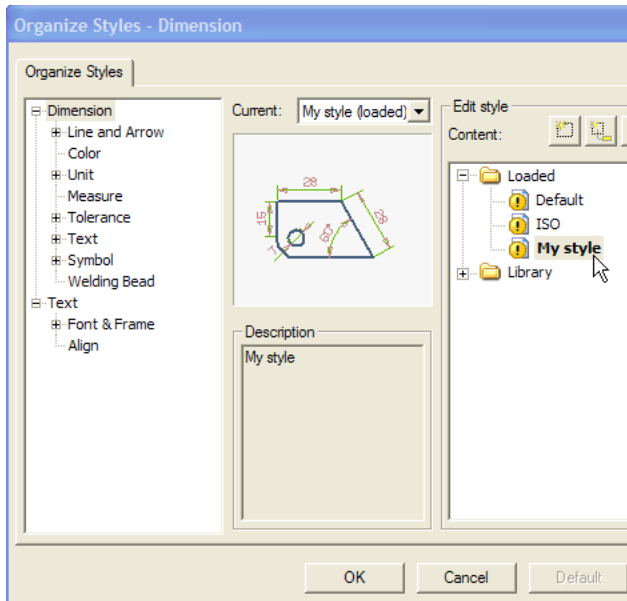 Organize Styles - Dimension
Organize Styles
Dimension
Line and Arrow
Color
Unit
Measure
Tolerance
Text
Symbol
Welding Bead
Text
Font & Frame
Align
Current: My style (loaded)
28
15
28
60°
7
Description
My style
Edit style
Content:
Loaded
Default
ISO
My style
Library
OK Cancel Default